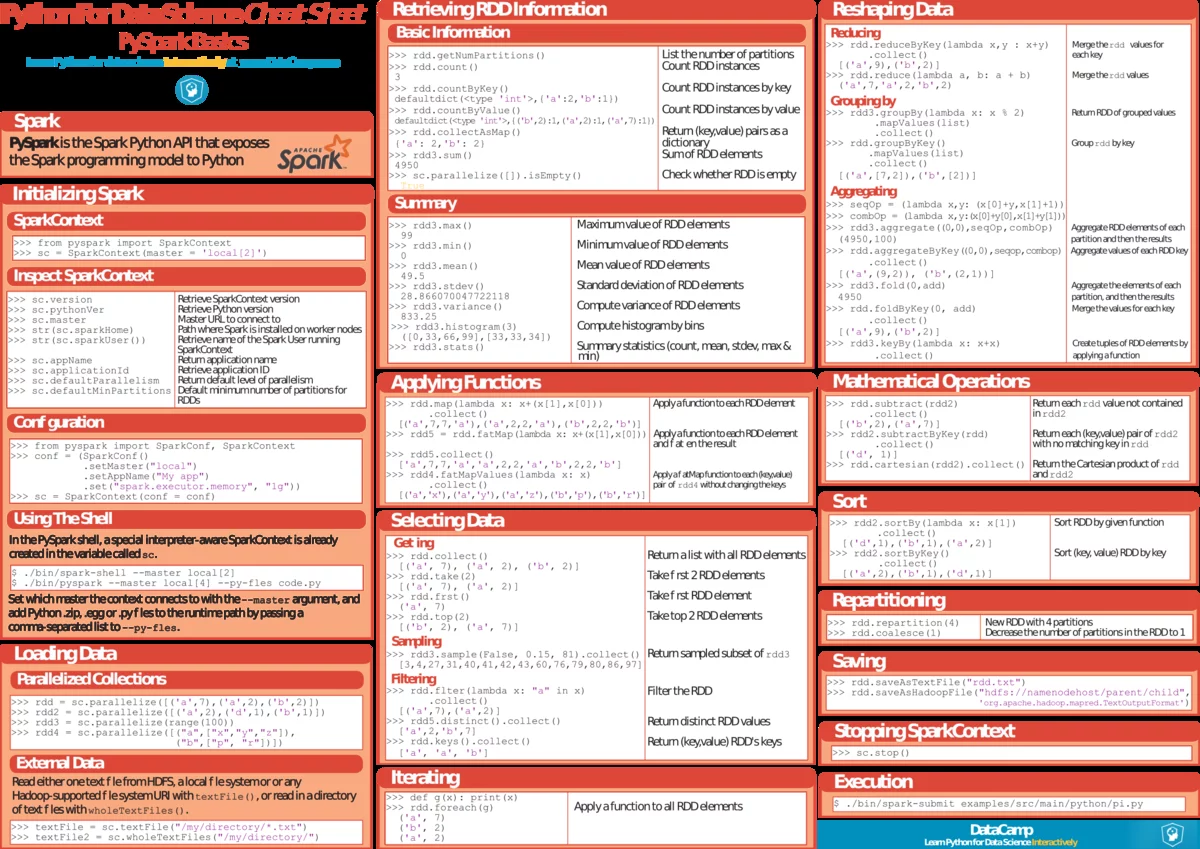 Python For Data Science Cheat Sheet
PySpark Basics
Learn Python for data science Interactively at www.DataCamp.com
Spark
PySpark is the Spark Python API that exposes
the Spark programming model to Python
APACHE
Spark
Initializing Spark
SparkContext
>>> from pyspark import SparkContext
>>> sc = SparkContext(master = 'local[2]')
Inspect SparkContext
>>> sc.version Retrieve SparkContext version
>>> sc.pythonVer Retrieve Python version
>>> sc.master Master URL to connect to
>>> str(sc.sparkHome) Path where Spark is installed on worker nodes
>>> str(sc.sparkUser()) Retrieve name of the Spark User running
SparkContext
>>> sc.appName Return application name
>>> sc.applicationId Retrieve application ID
>>> sc.defaultParallelism Return default level of parallelism
>>> sc.defaultMinPartitions Default minimum number of partitions for
RDDs
Conf guration
>>> from pyspark import SparkConf, SparkContext
>>> conf = (SparkConf()
.setMaster("local")
.setAppName("My app")
.set("spark.executor.memory", "1g"))
>>> sc = SparkContext(conf = conf)
Using The Shell
In the PySpark shell, a special interpreter-aware SparkContext is already
created in the variable called sc.
$ ./bin/spark-shell --master local[2]
$ ./bin/pyspark --master local[4] --py-fles code.py
Set which master the context connects to with the --master argument, and
add Python .zip, .egg or .py f les to the runtime path by passing a
comma-separated list to --py-fles.
Loading Data
Parallelized Collections
>>> rdd = sc.parallelize([('a',7),('a',2),('b',2)])
>>> rdd2 = sc.parallelize([('a',2),('d',1),('b',1)])
>>> rdd3 = sc.parallelize(range(100))
>>> rdd4 = sc.parallelize([("a",["x","y","z"]),
("b",["p", "r"])])
External Data
Read either one text f le from HDFS, a local f le system or or any
Hadoop-supported f le system URI with textFile(), or read in a directory
of text f les with wholeTextFiles().
>>> textFile = sc.textFile("/my/directory/*.txt")
>>> textFile2 = sc.wholeTextFiles("/my/directory/")
Retrieving RDD Information
Basic Information
>>> rdd.getNumPartitions() List the number of partitions
>>> rdd.count() Count RDD instances
3
>>> rdd.countByKey() Count RDD instances by key
defaultdict(<type 'int'>,{'a':2,'b':1})
>>> rdd.countByValue() Count RDD instances by value
defaultdict(<type 'int'>,{('b',2):1,('a',2):1,('a',7):1})
>>> rdd.collectAsMap() Return (key,value) pairs as a
{'a': 2,'b': 2} dictionary
>>> rdd3.sum() Sum of RDD elements
4950
>>> sc.parallelize([]).isEmpty() Check whether RDD is empty
True
Summary
>>> rdd3.max() Maximum value of RDD elements
99
>>> rdd3.min() Minimum value of RDD elements
0
>>> rdd3.mean() Mean value of RDD elements
49.5
>>> rdd3.stdev() Standard deviation of RDD elements
28.866070047722118
>>> rdd3.variance() Compute variance of RDD elements
833.25
>>> rdd3.histogram(3) Compute histogram by bins
([0,33,66,99],[33,33,34])
>>> rdd3.stats() Summary statistics (count, mean, stdev, max &
min)
Applying Functions
>>> rdd.map(lambda x: x+(x[1],x[0])) Apply a function to each RDD element
.collect()
[('a',7,7,'a'),('a',2,2,'a'),('b',2,2,'b')]
>>> rdd5 = rdd.fatMap(lambda x: x+(x[1],x[0])) Apply a function to each RDD element
and f at en the result
>>> rdd5.collect()
['a',7,7,'a','a',2,2,'a','b',2,2,'b']
>>> rdd4.fatMapValues(lambda x: x) Apply a f atMap function to each (key,value)
.collect() pair of rdd4 without changing the keys
[('a','x'),('a','y'),('a','z'),('b','p'),('b','r')]
Selecting Data
Get ing
>>> rdd.collect() Return a list with all RDD elements
[('a', 7), ('a', 2), ('b', 2)]
>>> rdd.take(2) Take f rst 2 RDD elements
[('a', 7), ('a', 2)]
>>> rdd.frst() Take f rst RDD element
('a', 7)
>>> rdd.top(2) Take top 2 RDD elements
[('b', 2), ('a', 7)]
Sampling
>>> rdd3.sample(False, 0.15, 81).collect() Return sampled subset of rdd3
[3,4,27,31,40,41,42,43,60,76,79,80,86,97]
Filtering
>>> rdd.flter(lambda x: "a" in x) Filter the RDD
.collect()
[('a',7),('a',2)]
>>> rdd5.distinct().collect() Return distinct RDD values
['a',2,'b',7]
>>> rdd.keys().collect() Return (key,value) RDD's keys
['a', 'a', 'b']
Iterating
>>> def g(x): print(x)
>>> rdd.foreach(g) Apply a function to all RDD elements
('a', 7)
('b', 2)
('a', 2)
Reshaping Data
Reducing
>>> rdd.reduceByKey(lambda x,y : x+y) Merge the rdd values for
.collect() each key
[('a',9),('b',2)]
>>> rdd.reduce(lambda a, b: a + b) Merge the rdd values
('a',7,'a',2,'b',2)
Grouping by
>>> rdd3.groupBy(lambda x: x % 2) Return RDD of grouped values
.mapValues(list)
.collect()
>>> rdd.groupByKey() Group rdd by key
.mapValues(list)
.collect()
[('a',[7,2]),('b',[2])]
Aggregating
>>> seqOp = (lambda x,y: (x[0]+y,x[1]+1))
>>> combOp = (lambda x,y:(x[0]+y[0],x[1]+y[1]))
>>> rdd3.aggregate((0,0),seqOp,combOp) Aggregate RDD elements of each
(4950,100) partition and then the results
>>> rdd.aggregateByKey((0,0),seqop,combop) Aggregate values of each RDD key
.collect()
[('a',(9,2)), ('b',(2,1))]
>>> rdd3.fold(0,add) Aggregate the elements of each
4950 partition, and then the results
>>> rdd.foldByKey(0, add) Merge the values for each key
.collect()
[('a',9),('b',2)]
>>> rdd3.keyBy(lambda x: x+x) Create tuples of RDD elements by
.collect() applying a function
Mathematical Operations
>>> rdd.subtract(rdd2) Return each rdd value not contained
.collect() in rdd2
[('b',2),('a',7)]
>>> rdd2.subtractByKey(rdd) Return each (key,value) pair of rdd2
.collect() with no matching key in rdd
[('d', 1)]
>>> rdd.cartesian(rdd2).collect() Return the Cartesian product of rdd
and rdd2
Sort
>>> rdd2.sortBy(lambda x: x[1]) Sort RDD by given function
.collect()
[('d',1),('b',1),('a',2)]
>>> rdd2.sortByKey() Sort (key, value) RDD by key
.collect()
[('a',2),('b',1),('d',1)]
Repartitioning
>>> rdd.repartition(4) New RDD with 4 partitions
>>> rdd.coalesce(1) Decrease the number of partitions in the RDD to 1
Saving
>>> rdd.saveAsTextFile("rdd.txt")
>>> rdd.saveAsHadoopFile("hdfs://namenodehost/parent/child",
'org.apache.hadoop.mapred.TextOutputFormat')
Stopping SparkContext
>>> sc.stop()
Execution
$ ./bin/spark-submit examples/src/main/python/pi.py
DataCamp
Learn Python for Data Science Interactively